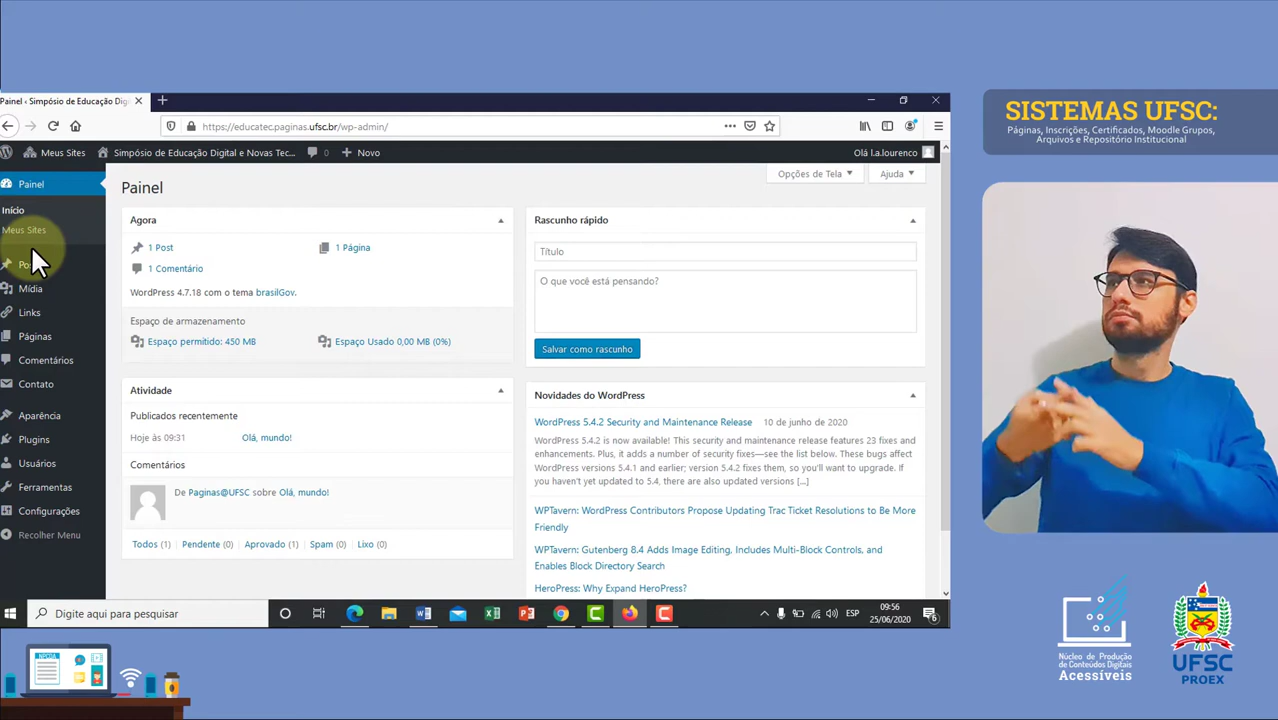 Painel ‹ Simpósio de Educação Digi
https://educatec.paginas.ufsc.br/wp-admin/
Meus Sites
Simpósio de Educação Digital e Novas Tec...
0
Novo
Olá l.a.lourenco
Painel
Início
Meus Sites
Mídia
Links
Páginas
Comentários
Contato
Aparência
Plugins
Usuários
Ferramentas
Configurações
Recolher Menu
Painel
Opções de Tela
Ajuda
Agora
1 Post
1 Página
1 Comentário
WordPress 4.7.18 com o tema brasilGov.
Espaço de armazenamento
Espaço permitido: 450 MB
Espaço Usado 0,00 MB (0%)
Atividade
Publicados recentemente
Hoje às 09:31
Olá, mundo!
Comentários
De Paginas@UFSC sobre Olá, mundo!
Todos (1)
Pendente (0)
Aprovado (1)
Spam (0)
Lixo (0)
Rascunho rápido
Título
O que você está pensando?
Salvar como rascunho
Novidades do WordPress
WordPress 5.4.2 Security and Maintenance Release
10 de junho de 2020
WordPress 5.4.2 is now available! This security and maintenance release features 23 fixes and
enhancements. Plus, it adds a number of security fixes—see the list below. These bugs affect
WordPress versions 5.4.1 and earlier; version 5.4.2 fixes them, so you'll want to upgrade. If
you haven't yet updated to 5.4, there are also updated versions [...]
WPTavern: WordPress Contributors Propose Updating Trac Ticket Resolutions to Be More
Friendly
WPTavern: Gutenberg 8.4 Adds Image Editing, Includes Multi-Block Controls, and
Enables Block Directory Search
HeroPress: Why Expand HeroPress?
Digite aqui para pesquisar
ESP
09:56
25/06/2020
6
SISTEMAS UFSC:
Páginas, Inscrições, Certificados, Moodle Grupos,
Arquivos e Repositório Institucional
Núcleo de Produção
de Conteúdos Digitais
Acessíveis
UFSC
PROEX
NPCDA